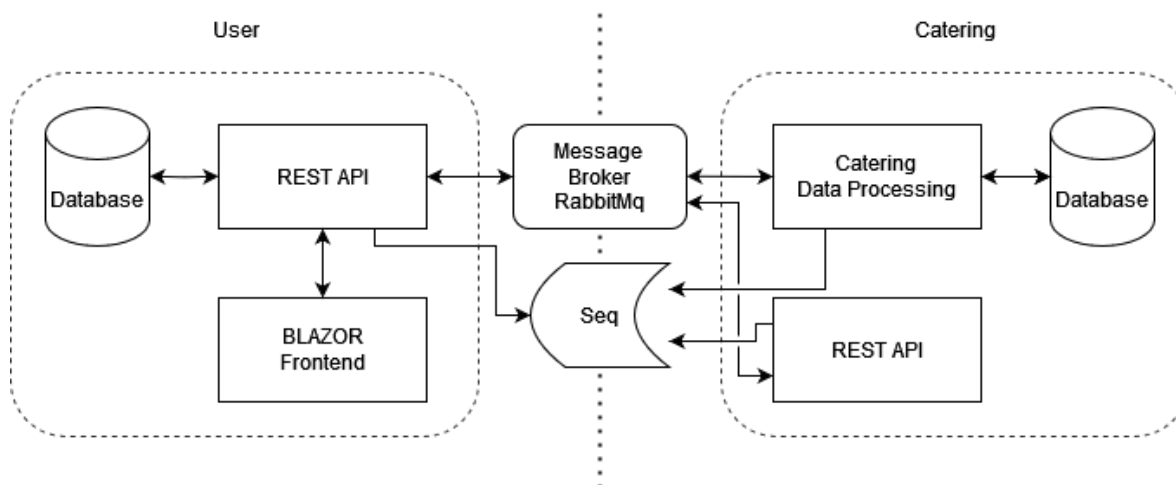 User
Catering
Database
REST API
Message
Broker
RabbitMq
Catering
Data Processing
Database
BLAZOR
Frontend
Seq
REST API